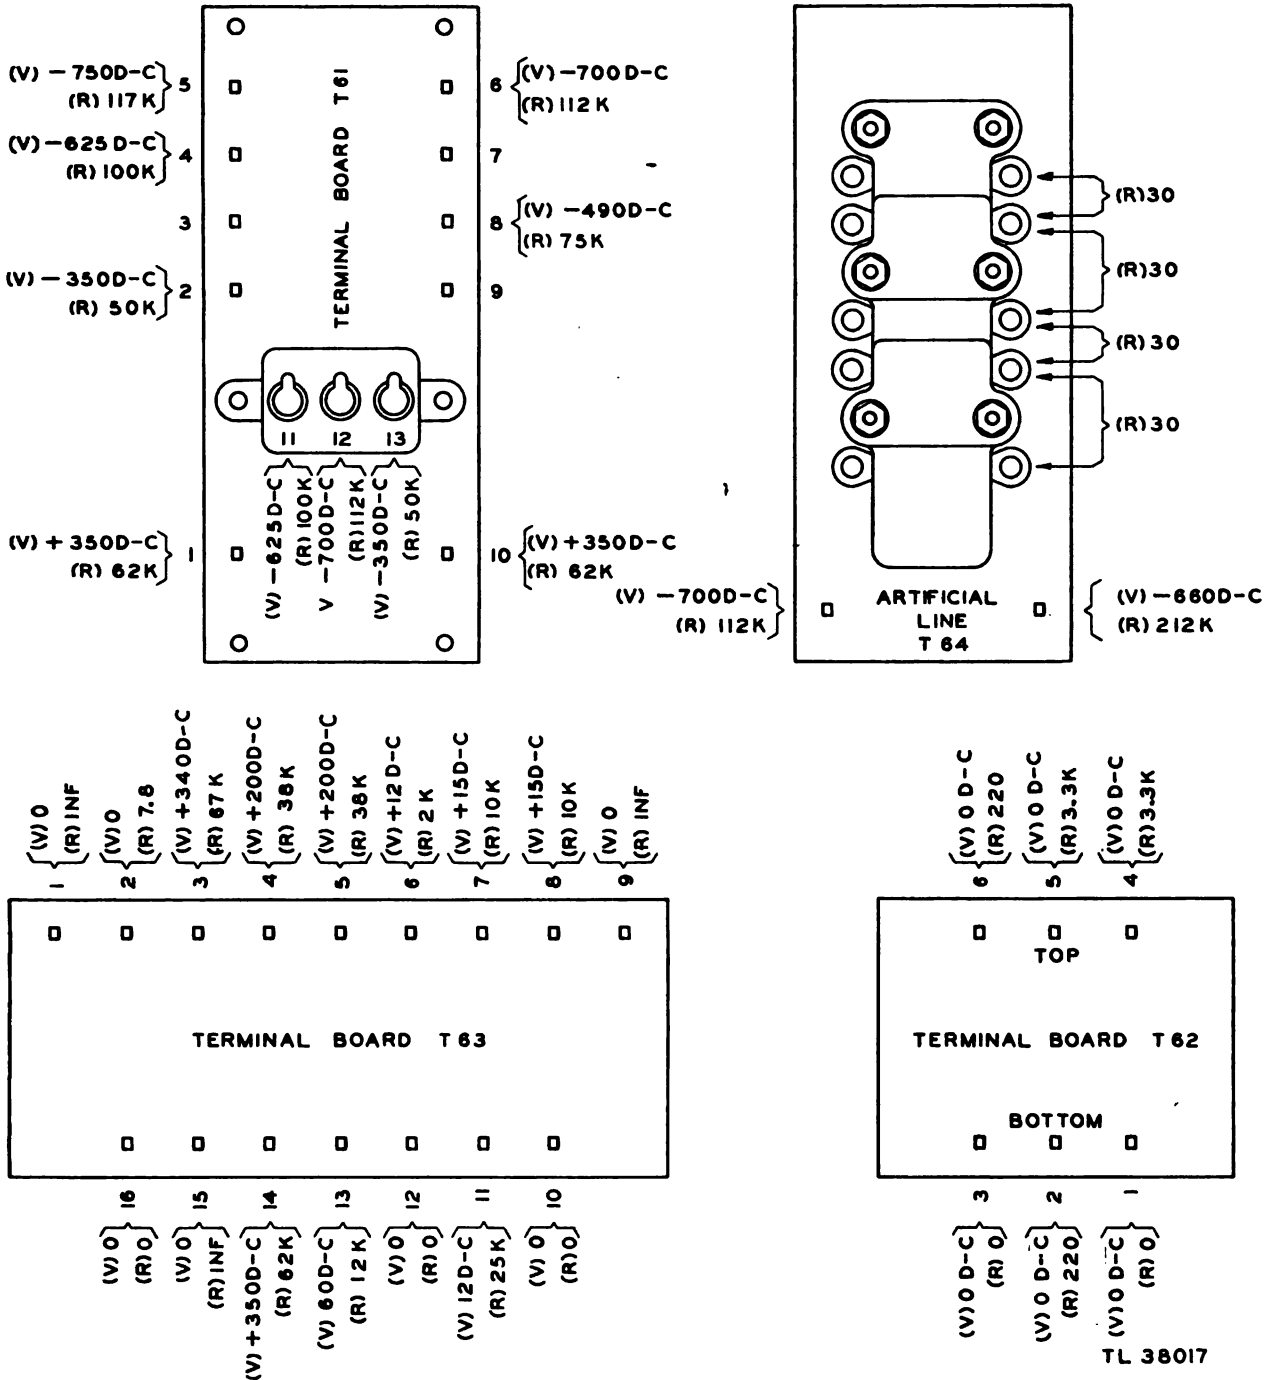 (V) −750D-C
(R) 117K
5
(V) −625D-C
(R) 100K
4
3
(V) −350D-C
(R) 50K
2
TERMINAL BOARD T61
6
(V) −700D-C
(R) 112K
7
8
(V) −490D-C
(R) 75K
9
11
12
13
(V) −625D-C
(R) 100K
V −700D-C
(R) 112K
(V) −350D-C
(R) 50K
(V) +350D-C
(R) 62K
1
10
(V) +350D-C
(R) 62K
(R) 30
(R) 30
(R) 30
(R) 30
(V) −700D-C
(R) 112K
ARTIFICIAL
LINE
T 64
(V) −660D-C
(R) 212K
(V) 0
(R) INF
1
(V) 0
(R) 7.8
2
(V) +340D-C
(R) 67K
3
(V) +200D-C
(R) 38K
4
(V) +200D-C
(R) 38K
5
(V) +12D-C
(R) 2K
6
(V) +15D-C
(R) 10K
7
(V) +15D-C
(R) 10K
8
(V) 0
(R) INF
9
TERMINAL BOARD T 63
16
(V) 0
(R) 0
15
(V) 0
(R) INF
14
(V) +350D-C
(R) 62K
13
(V) 60D-C
(R) 12K
12
(V) 0
(R) 0
11
(V) 12D-C
(R) 25K
10
(V) 0
(R) 0
(V) 0 D-C
(R) 220
6
(V) 0 D-C
(R) 3.3K
5
(V) 0 D-C
(R) 3.3K
4
TOP
TERMINAL BOARD T 62
BOTTOM
3
(V) 0 D-C
(R) 0
2
(V) 0 D-C
(R) 220
1
(V) 0 D-C
(R) 0
TL 38017